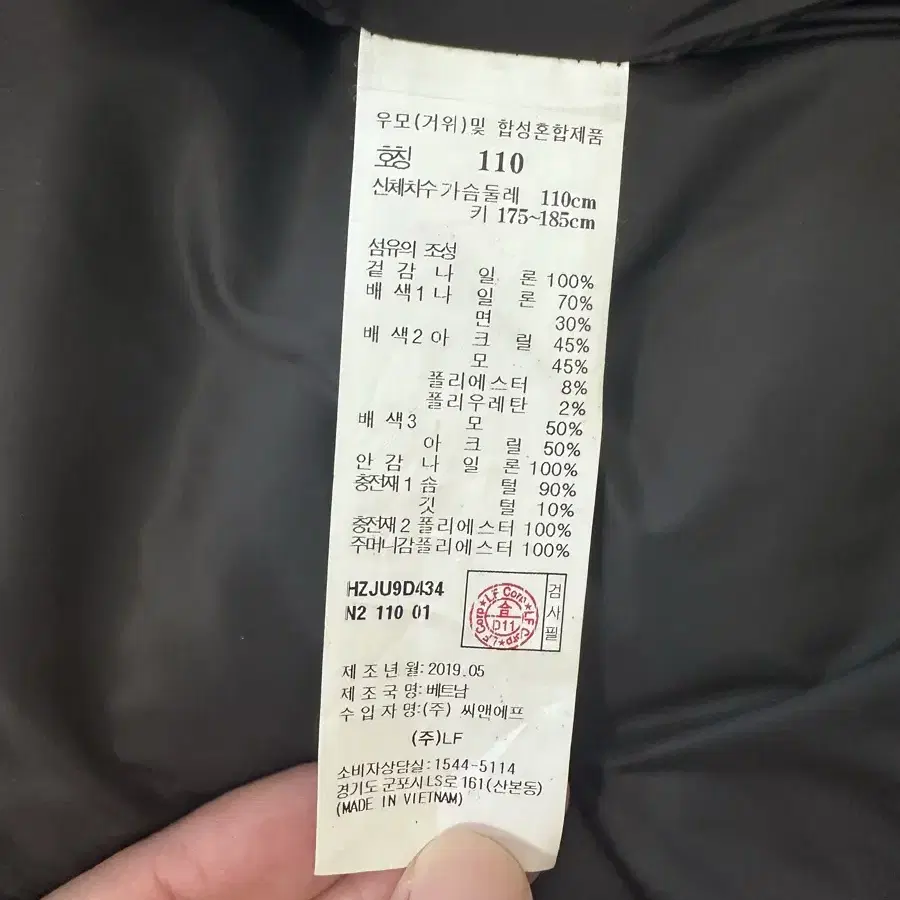 우모(거위)및 합성혼합제품
호칭 110
신체치수 가슴둘레 110cm
키 175~185cm
섬유의 조성
겉 감 나 일 론 100%
배 색1 나 일 론 70%
면 30%
배 색2 아 크 릴 45%
모 45%
폴리에스터 8%
폴리우레탄 2%
배 색3 모 50%
아 크 릴 50%
안 감 나 일 론 100%
충전재 1 솜 털 90%
깃 털 10%
충전재 2 폴리에스터 100%
주머니감 폴리에스터 100%
HZJU9D434
N2 110 01
LF Corp ★ LF Corp ★ LF Corp ★
합
D11
검사필
제 조 년 월: 2019.05
제 조 국 명: 베트남
수 입 자 명:(주) 씨앤에프
(주)LF
소비자상담실: 1544-5114
경기도 군포시 LS로 161(산본동)
(MADE IN VIETNAM)